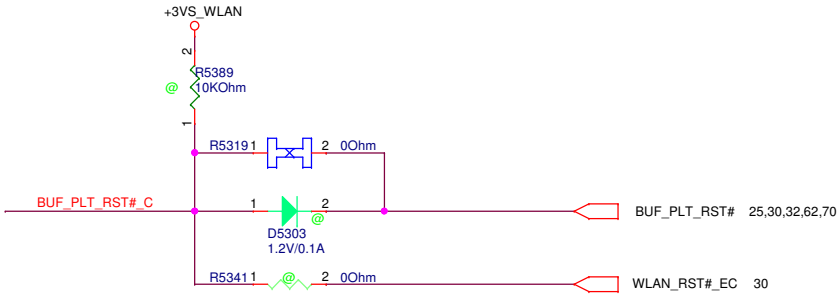 +3VS_WLAN
2
R5389
@
10KOhm
1
R5319 1 2 0Ohm
BUF_PLT_RST#_C
1 2
BUF_PLT_RST# 25,30,32,62,70
@
D5303
1.2V/0.1A
R5341 1 @ 2 0Ohm
WLAN_RST#_EC 30